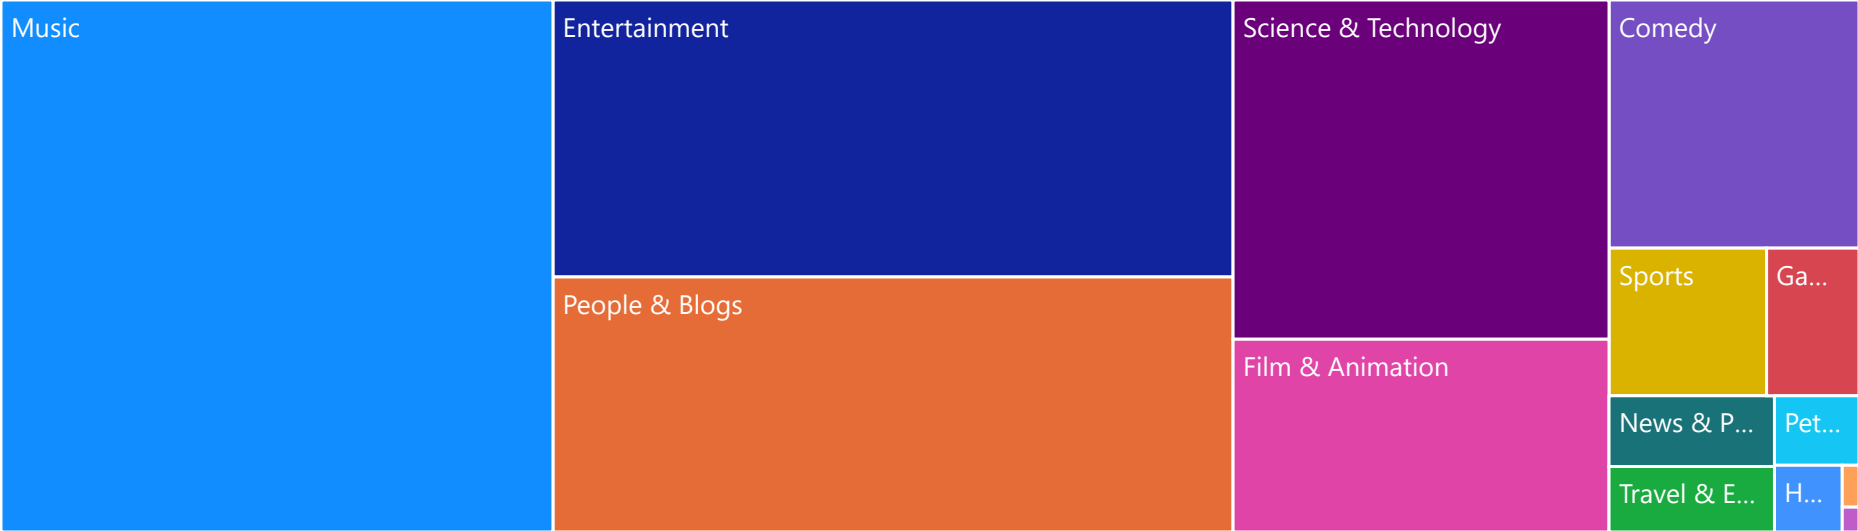 Music
Entertainment
Science & Technology
Comedy
People & Blogs
Sports
Ga...
Film & Animation
News & P...
Pet...
Travel & E...
H...